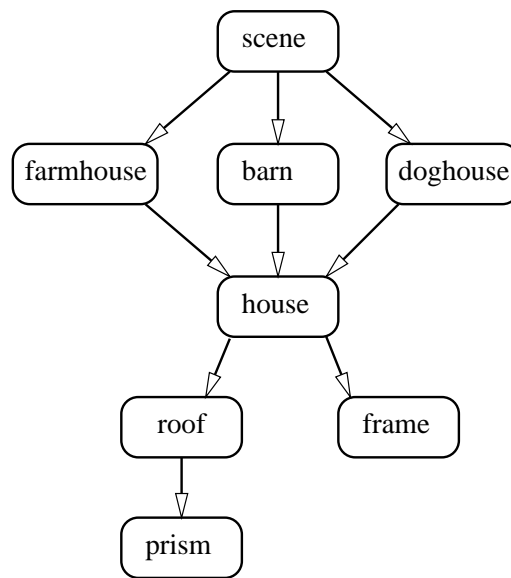 scene
farmhouse
barn
doghouse
house
roof
frame
prism